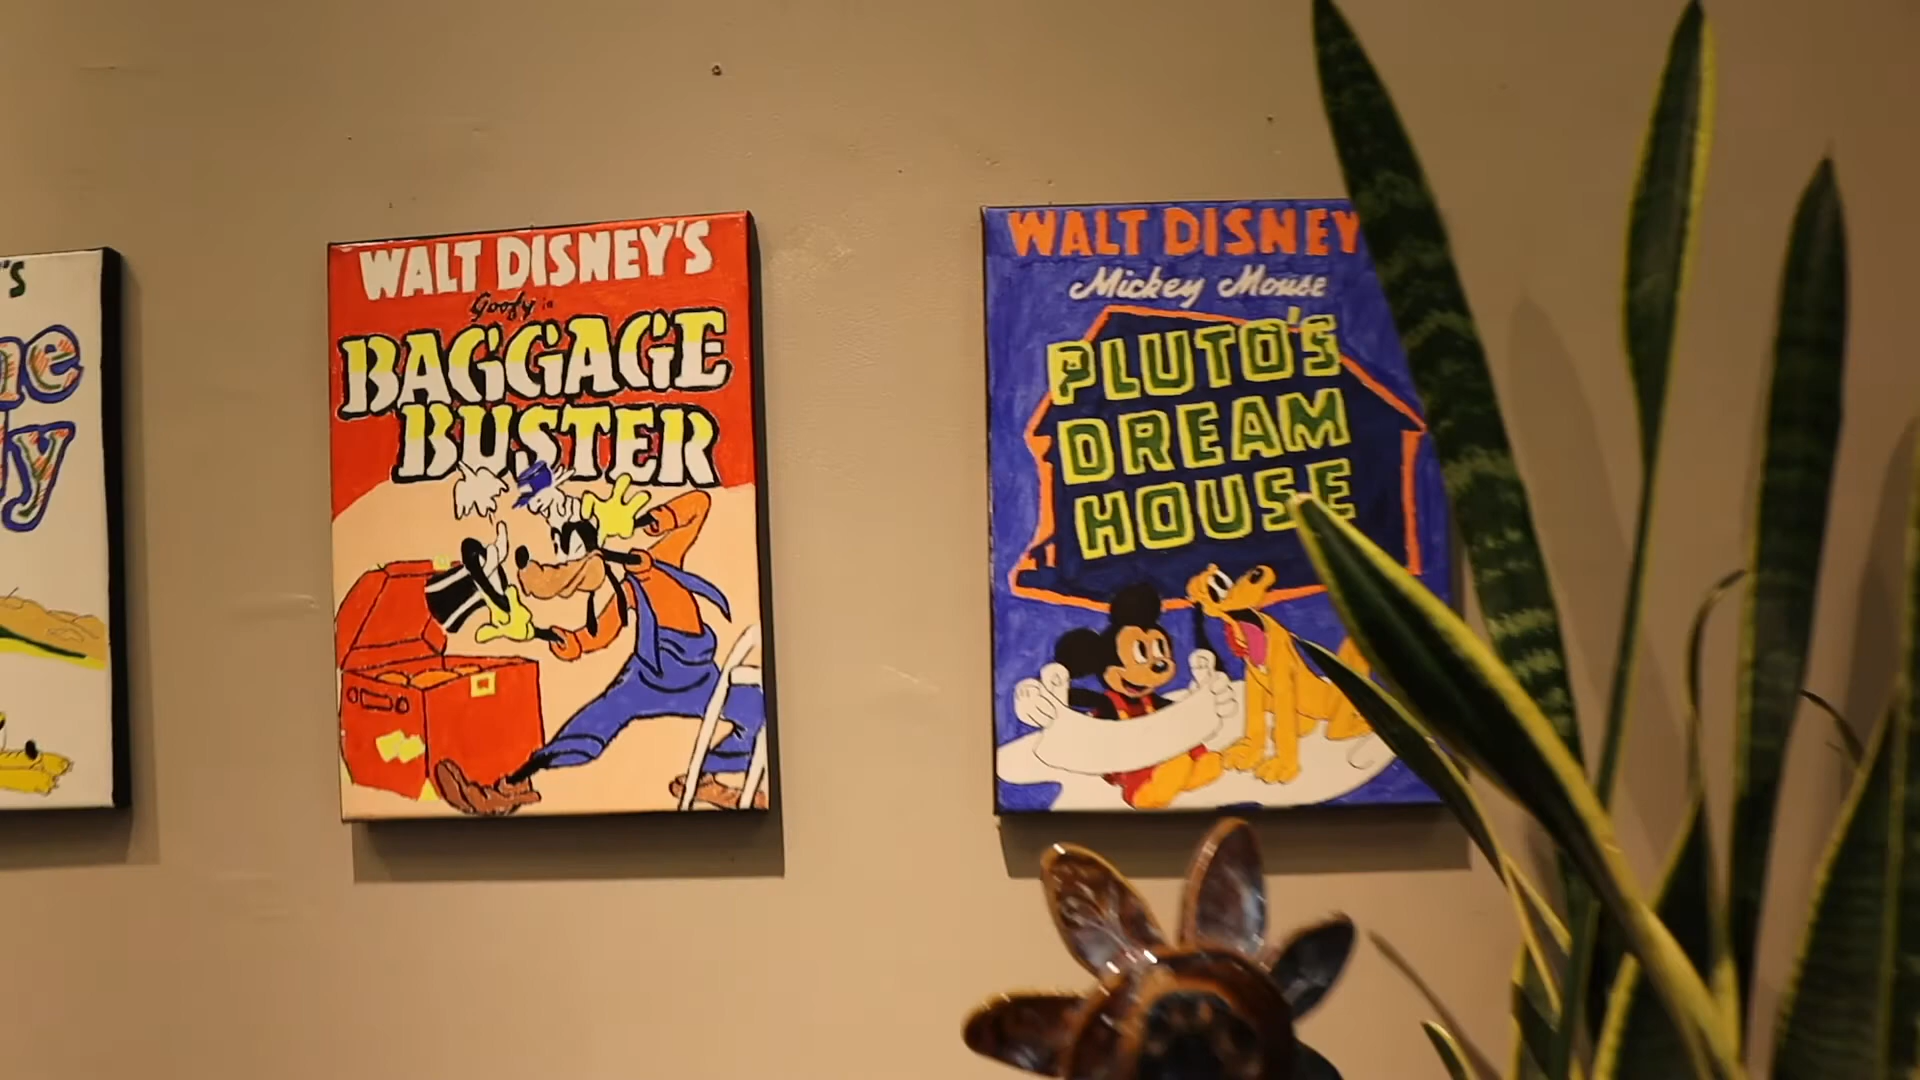 'S
WALT DISNEY'S
Goofy in
BAGGAGE
BUSTER
WALT DISNEY
Mickey Mouse
PLUTO'S
DREAM
HOUSE